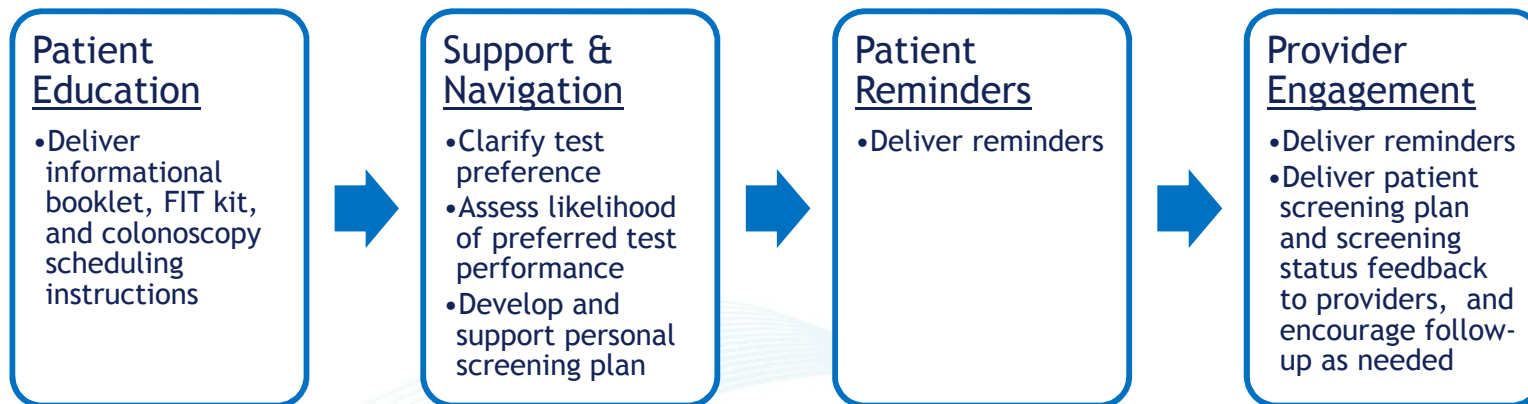 Patient
Education
•Deliver
informational
booklet, FIT kit,
and colonoscopy
scheduling
instructions
Support &
Navigation
•Clarify test
preference
•Assess likelihood
of preferred test
performance
•Develop and
support personal
screening plan
Patient
Reminders
•Deliver reminders
Provider
Engagement
•Deliver reminders
•Deliver patient
screening plan
and screening
status feedback
to providers, and
encourage follow-
up as needed